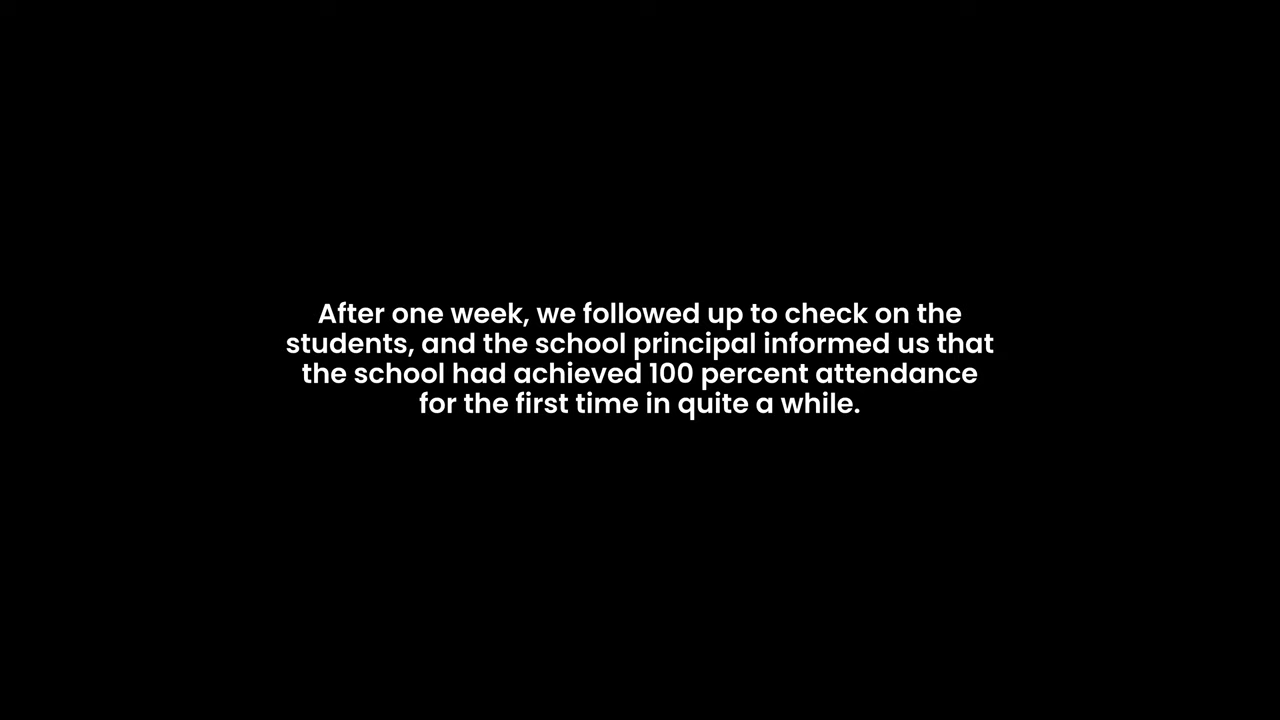 After one week, we followed up to check on the
students, and the school principal informed us that
the school had achieved 100 percent attendance
for the first time in quite a while.